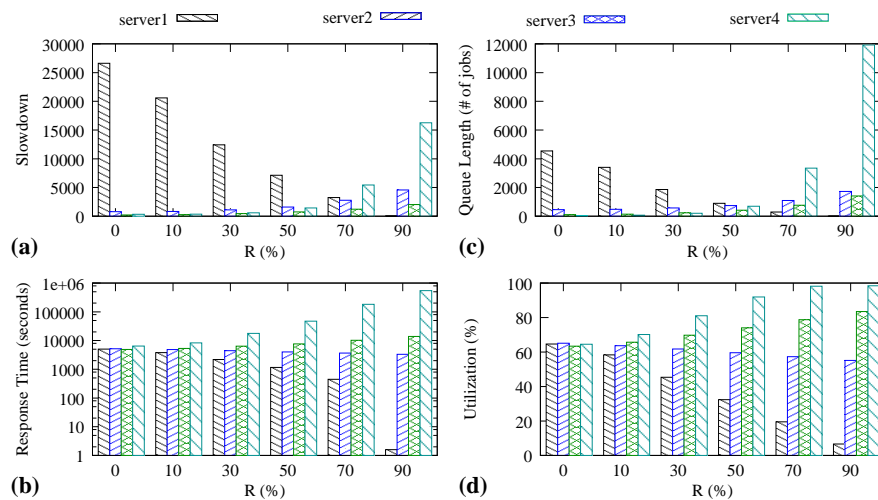 server1 server2 server3 server4
Slowdown
30000
25000
20000
15000
10000
5000
0
0 10 30 50 70 90
R (%)
(a)
Queue Length (# of jobs)
12000
10000
8000
6000
4000
2000
0
0 10 30 50 70 90
R (%)
(c)
Response Time (seconds)
1e+06
100000
10000
1000
100
10
1
0 10 30 50 70 90
R (%)
(b)
Utilization (%)
100
80
60
40
20
0
0 10 30 50 70 90
R (%)
(d)